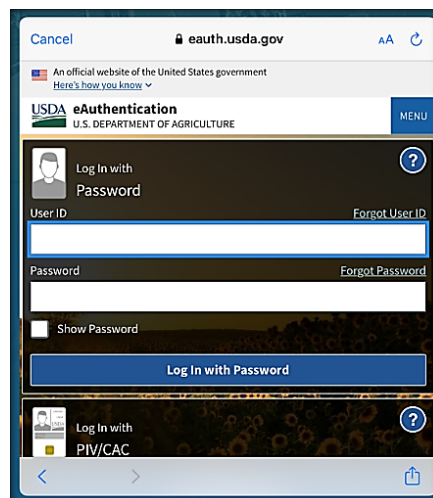 Cancel
eauth.usda.gov
AA
An official website of the United States government
Here's how you know
USDA eAuthentication
U.S. DEPARTMENT OF AGRICULTURE
MENU
Log In with
Password
?
User ID
Forgot User ID
Password
Forgot Password
Show Password
Log In with Password
USDA
Log In with
PIV/CAC
?